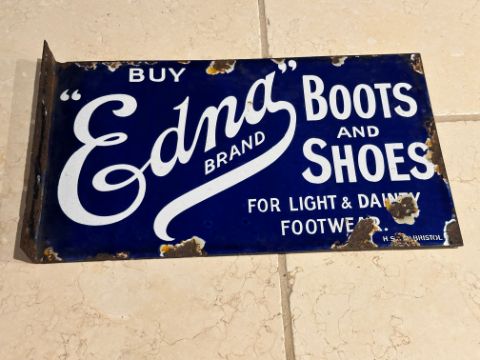 BUY
"Edna"
BRAND
BOOTS
AND
SHOES
FOR LIGHT & DAINTY
FOOTWEAR.
BRISTOL